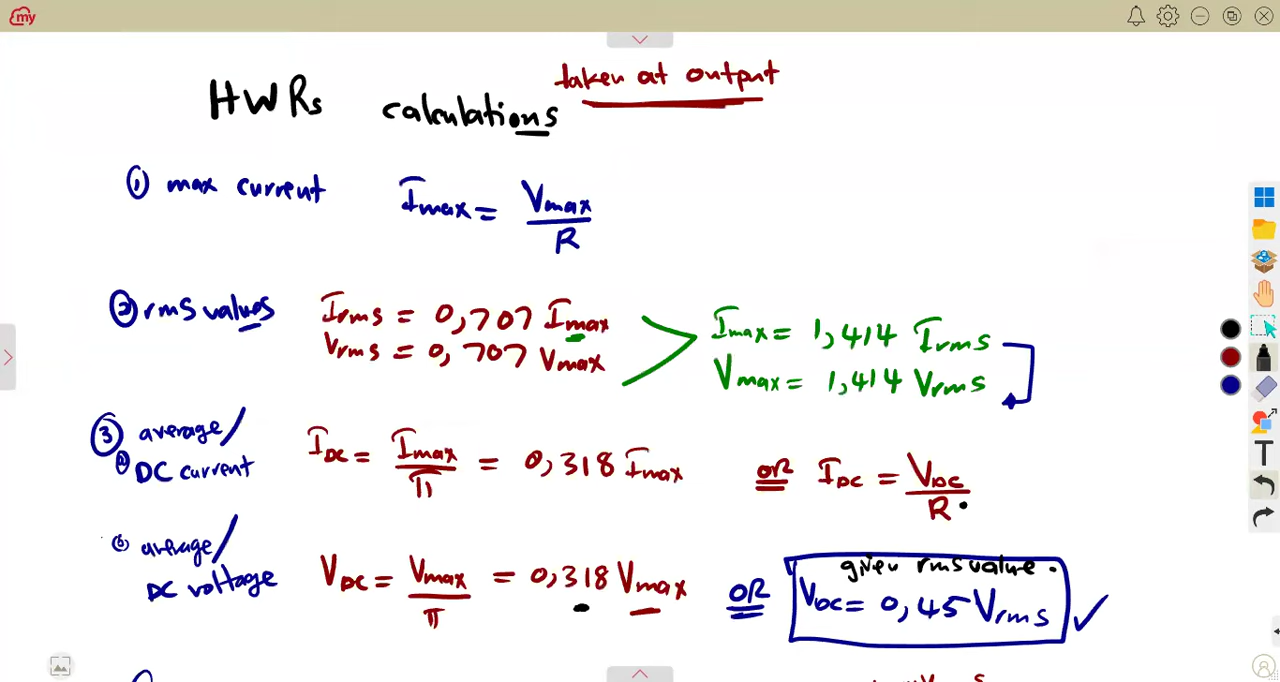 my
taken at output
HWRs calculations
① max current Imax = Vmax / R
② rms values Irms = 0,707 Imax
Vrms = 0,707 Vmax
Imax = 1,414 Irms
Vmax = 1,414 Vrms
③ average/
ⓐ DC current IDC = Imax / π = 0,318 Imax OR IDC = VDC / R
ⓑ average/
DC voltage VDC = Vmax / π = 0,318 Vmax OR
given rms value.
VDC = 0,45 Vrms ✓
T